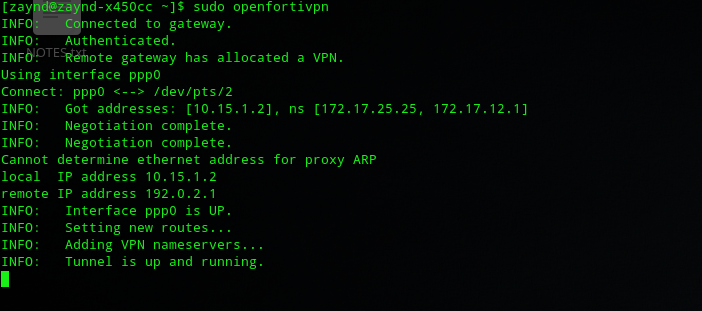 [zaynd@zaynd-x450cc ~]$ sudo openfortivpn
INFO:   Connected to gateway.
INFO:   Authenticated.
NOTES.txt
INFO:   Remote gateway has allocated a VPN.
Using interface ppp0
Connect: ppp0 <--> /dev/pts/2
INFO:   Got addresses: [10.15.1.2], ns [172.17.25.25, 172.17.12.1]
INFO:   Negotiation complete.
INFO:   Negotiation complete.
Cannot determine ethernet address for proxy ARP
local  IP address 10.15.1.2
remote IP address 192.0.2.1
INFO:   Interface ppp0 is UP.
INFO:   Setting new routes...
INFO:   Adding VPN nameservers...
INFO:   Tunnel is up and running.